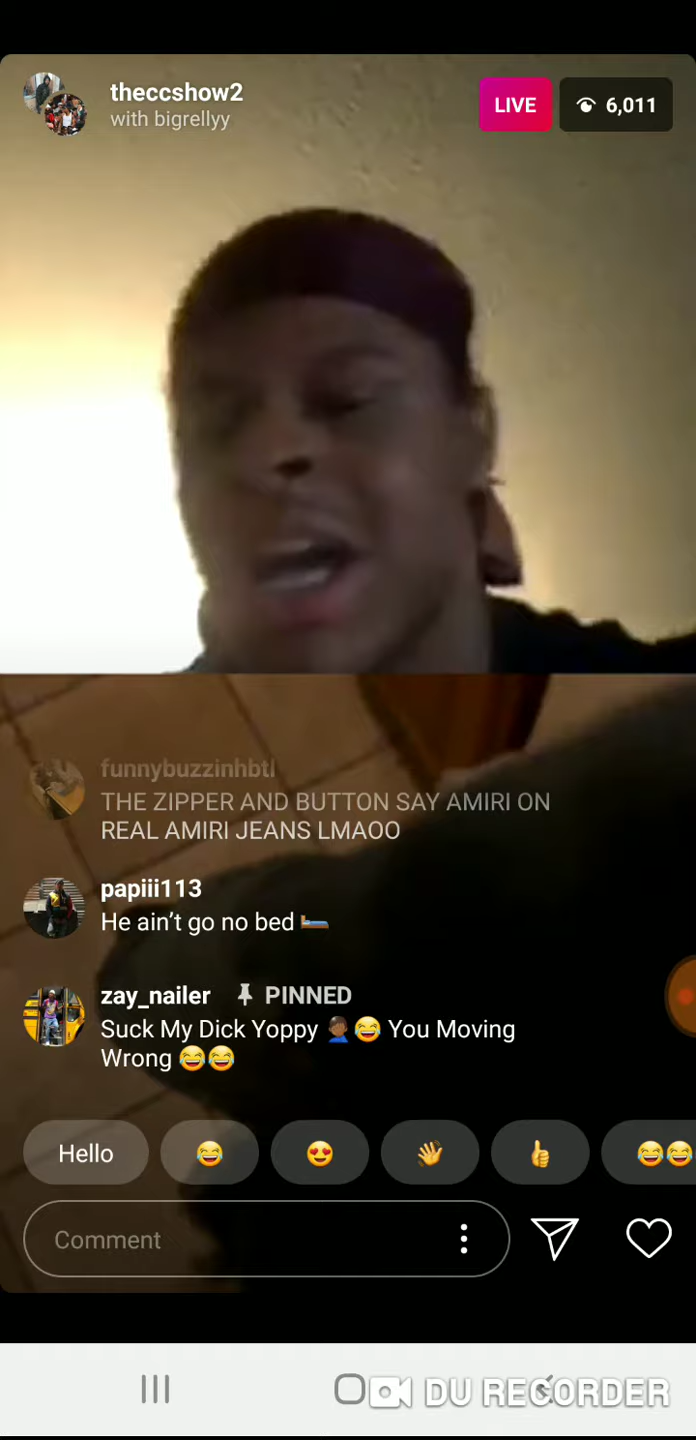 theccshow2
with bigrellyy
LIVE
6,011
funnybuzzinhbtl
THE ZIPPER AND BUTTON SAY AMIRI ON
REAL AMIRI JEANS LMAOO
papiii113
He ain’t go no bed 🛏️
zay_nailer PINNED
Suck My Dick Yoppy 🤦🏾‍♂️😂 You Moving
Wrong 😂😂
Hello 😂 😍 👋🏾 👍🏾 😂😂
Comment
DU RECORDER